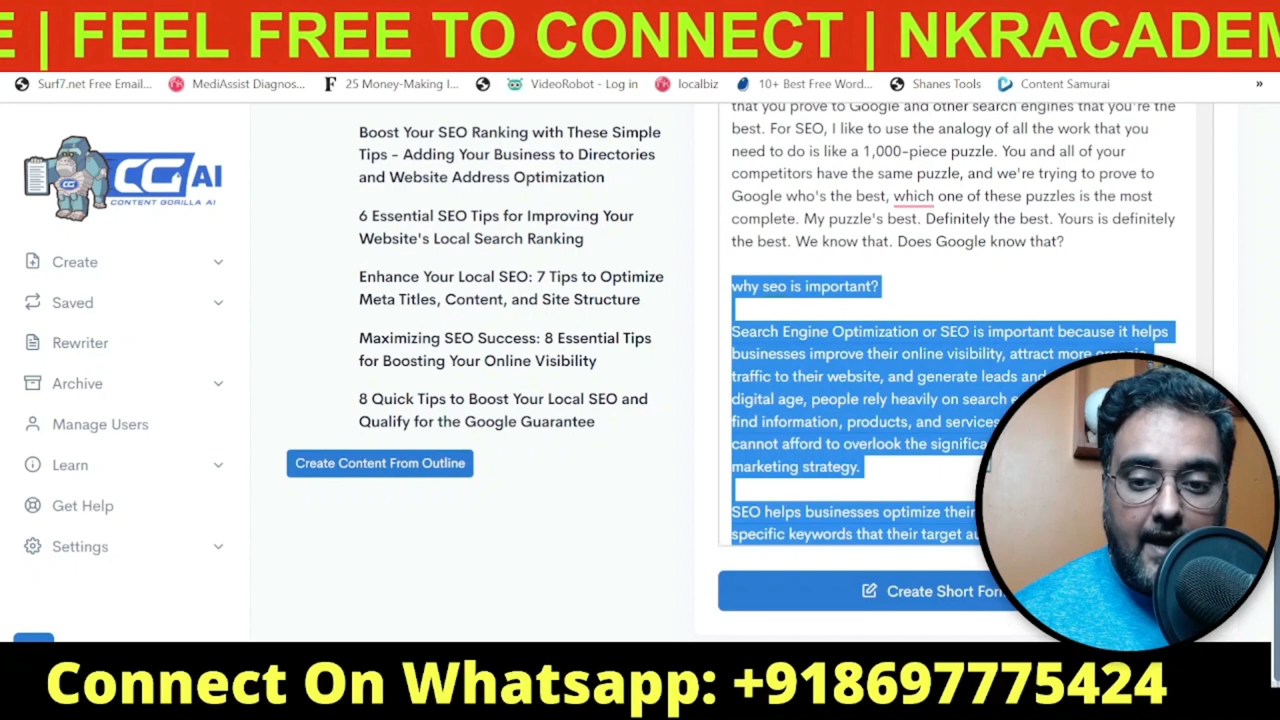 E | FEEL FREE TO CONNECT | NKRACADEM
Surf7.net Free Email...
MediAssist Diagnos...
25 Money-Making I...
VideoRobot - Log in
localbiz
10+ Best Free Word...
Shanes Tools
Content Samurai
»
CG AI
CONTENT GORILLA AI
Create
Saved
Rewriter
Archive
Manage Users
Learn
Get Help
Settings
Boost Your SEO Ranking with These Simple
Tips - Adding Your Business to Directories
and Website Address Optimization
6 Essential SEO Tips for Improving Your
Website's Local Search Ranking
Enhance Your Local SEO: 7 Tips to Optimize
Meta Titles, Content, and Site Structure
Maximizing SEO Success: 8 Essential Tips
for Boosting Your Online Visibility
8 Quick Tips to Boost Your Local SEO and
Qualify for the Google Guarantee
Create Content From Outline
that you prove to Google and other search engines that you're the
best. For SEO, I like to use the analogy of all the work that you
need to do is like a 1,000-piece puzzle. You and all of your
competitors have the same puzzle, and we're trying to prove to
Google who's the best, which one of these puzzles is the most
complete. My puzzle's best. Definitely the best. Yours is definitely
the best. We know that. Does Google know that?
why seo is important?
Search Engine Optimization or SEO is important because it helps
businesses improve their online visibility, attract more organic
traffic to their website, and generate leads and
digital age, people rely heavily on search
find information, products, and services
cannot afford to overlook the significa
marketing strategy.
SEO helps businesses optimize their
specific keywords that their target au
Create Short For
Connect On Whatsapp: +918697775424